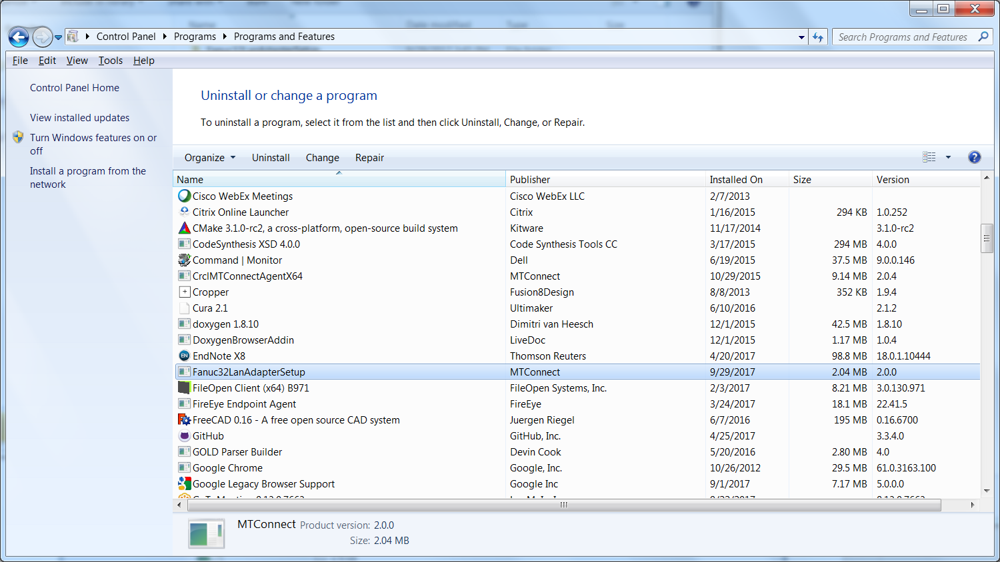 Control Panel Programs Programs and Features Search Programs and Features
File Edit View Tools Help
Control Panel Home
View installed updates
Turn Windows features on or
off
Install a program from the
network
Uninstall or change a program
To uninstall a program, select it from the list and then click Uninstall, Change, or Repair.
Organize Uninstall Change Repair
Name Publisher Installed On Size Version
Cisco WebEx Meetings Cisco WebEx LLC 2/7/2013
Citrix Online Launcher Citrix 1/16/2015 294 KB 1.0.252
CMake 3.1.0-rc2, a cross-platform, open-source build system Kitware 11/17/2014 3.1.0-rc2
CodeSynthesis XSD 4.0.0 Code Synthesis Tools CC 3/17/2015 294 MB 4.0.0
Command | Monitor Dell 6/19/2015 37.5 MB 9.0.0.146
CrclMTConnectAgentX64 MTConnect 10/29/2015 9.14 MB 2.0.4
Cropper Fusion8Design 8/8/2013 352 KB 1.9.4
Cura 2.1 Ultimaker 6/10/2016 2.1.2
doxygen 1.8.10 Dimitri van Heesch 12/1/2015 42.5 MB 1.8.10
DoxygenBrowserAddin LiveDoc 12/1/2015 1.17 MB 1.0.4
EN EndNote X8 Thomson Reuters 4/20/2017 98.8 MB 18.0.1.10444
Fanuc32LanAdapterSetup MTConnect 9/29/2017 2.04 MB 2.0.0
FileOpen Client (x64) B971 FileOpen Systems, Inc. 2/3/2017 8.21 MB 3.0.130.971
FireEye Endpoint Agent FireEye 3/24/2017 18.1 MB 22.41.5
FreeCAD 0.16 - A free open source CAD system Juergen Riegel 6/7/2016 195 MB 0.16.6700
GitHub GitHub, Inc. 4/25/2017 3.3.4.0
GOLD Parser Builder Devin Cook 5/20/2016 2.80 MB 4.0
Google Chrome Google, Inc. 10/26/2012 29.5 MB 61.0.3163.100
Google Legacy Browser Support Google Inc 9/1/2017 7.17 MB 5.0.0.0
MTConnect Product version: 2.0.0
Size: 2.04 MB